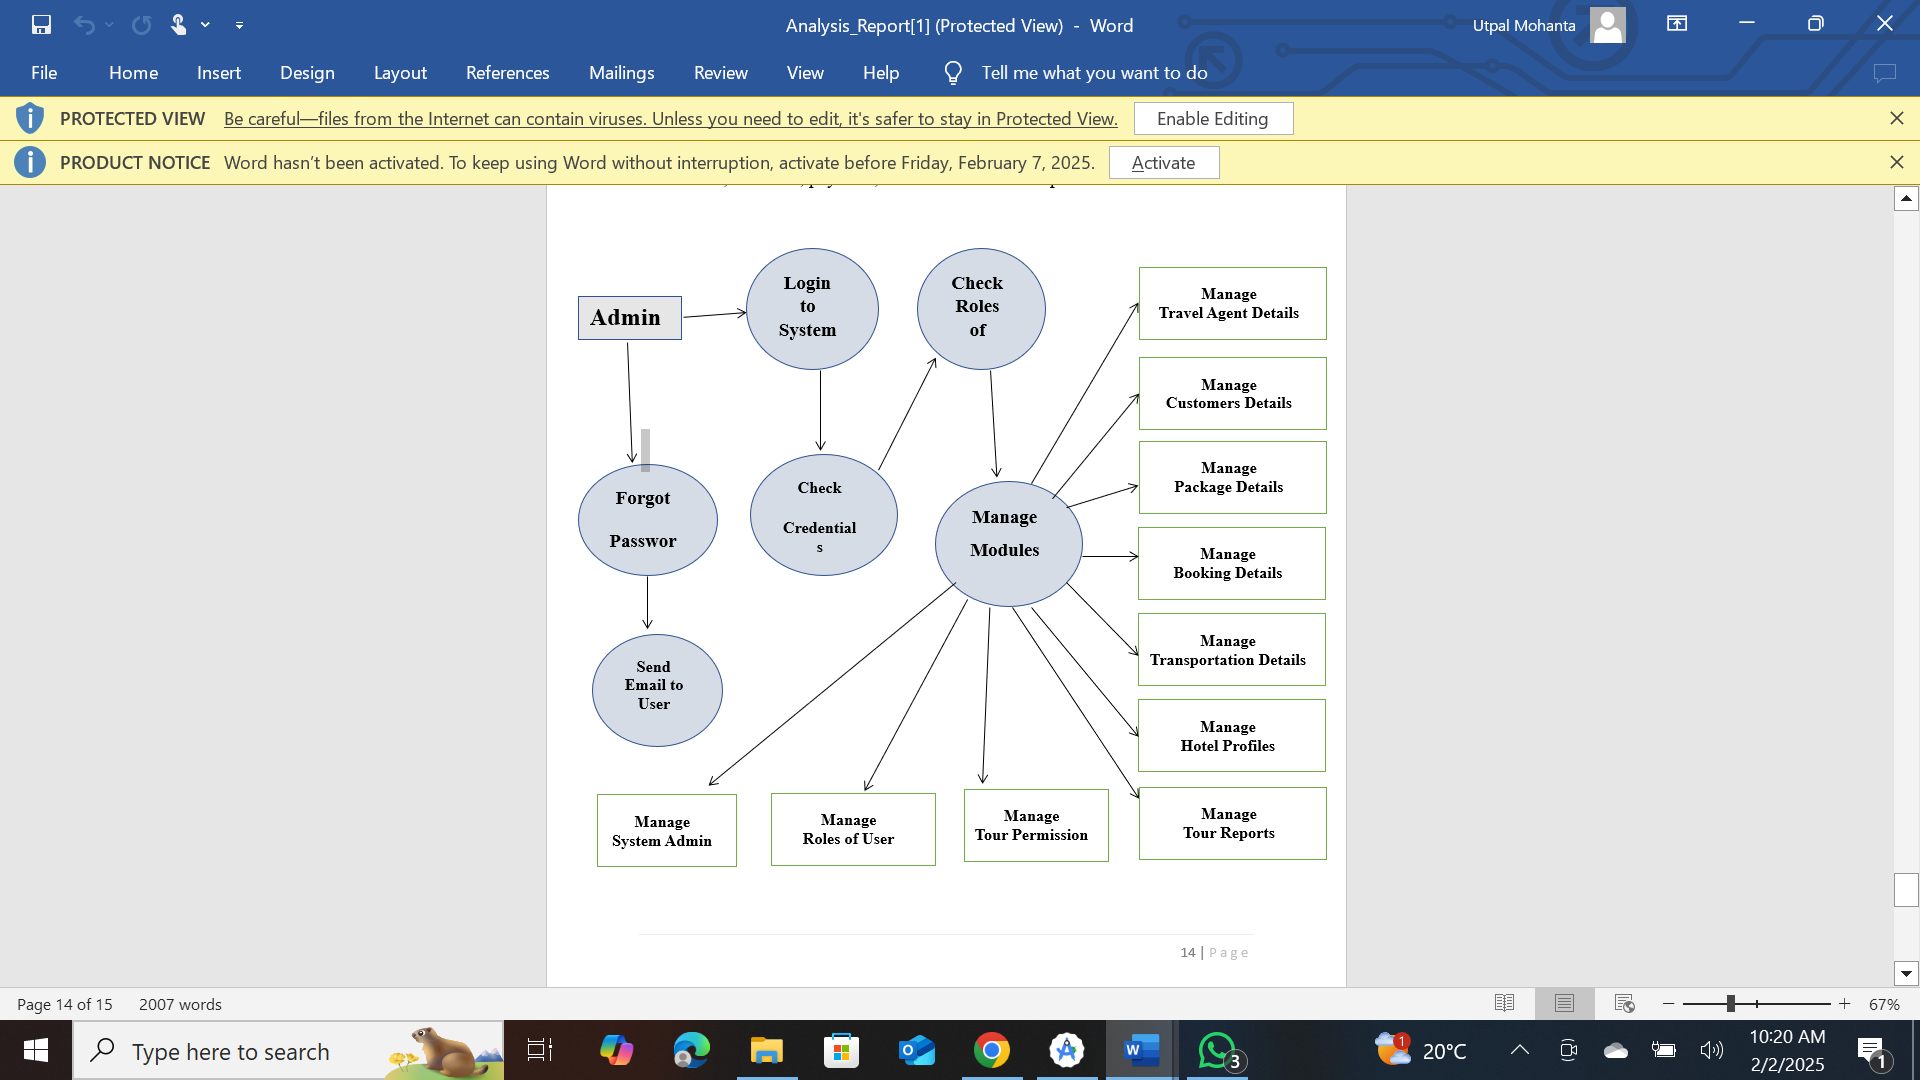 Analysis_Report[1] (Protected View)  -  Word
Utpal Mohanta
File
Home
Insert
Design
Layout
References
Mailings
Review
View
Help
Tell me what you want to do
PROTECTED VIEW
Be careful—files from the Internet can contain viruses. Unless you need to edit, it's safer to stay in Protected View.
Enable Editing
PRODUCT NOTICE
Word hasn't been activated. To keep using Word without interruption, activate before Friday, February 7, 2025.
Activate
Admin
Login
to
System
Check
Roles
of
Manage
Travel Agent Details
Manage
Customers Details
Manage
Package Details
Forgot
Passwor
Check
Credential
s
Manage
Modules
Manage
Booking Details
Manage
Transportation Details
Send
Email to
User
Manage
Hotel Profiles
Manage
System Admin
Manage
Roles of User
Manage
Tour Permission
Manage
Tour Reports
14 | Page
Page 14 of 15
2007 words
67%
Type here to search
W
3
1
20°C
10:20 AM
2/2/2025
1